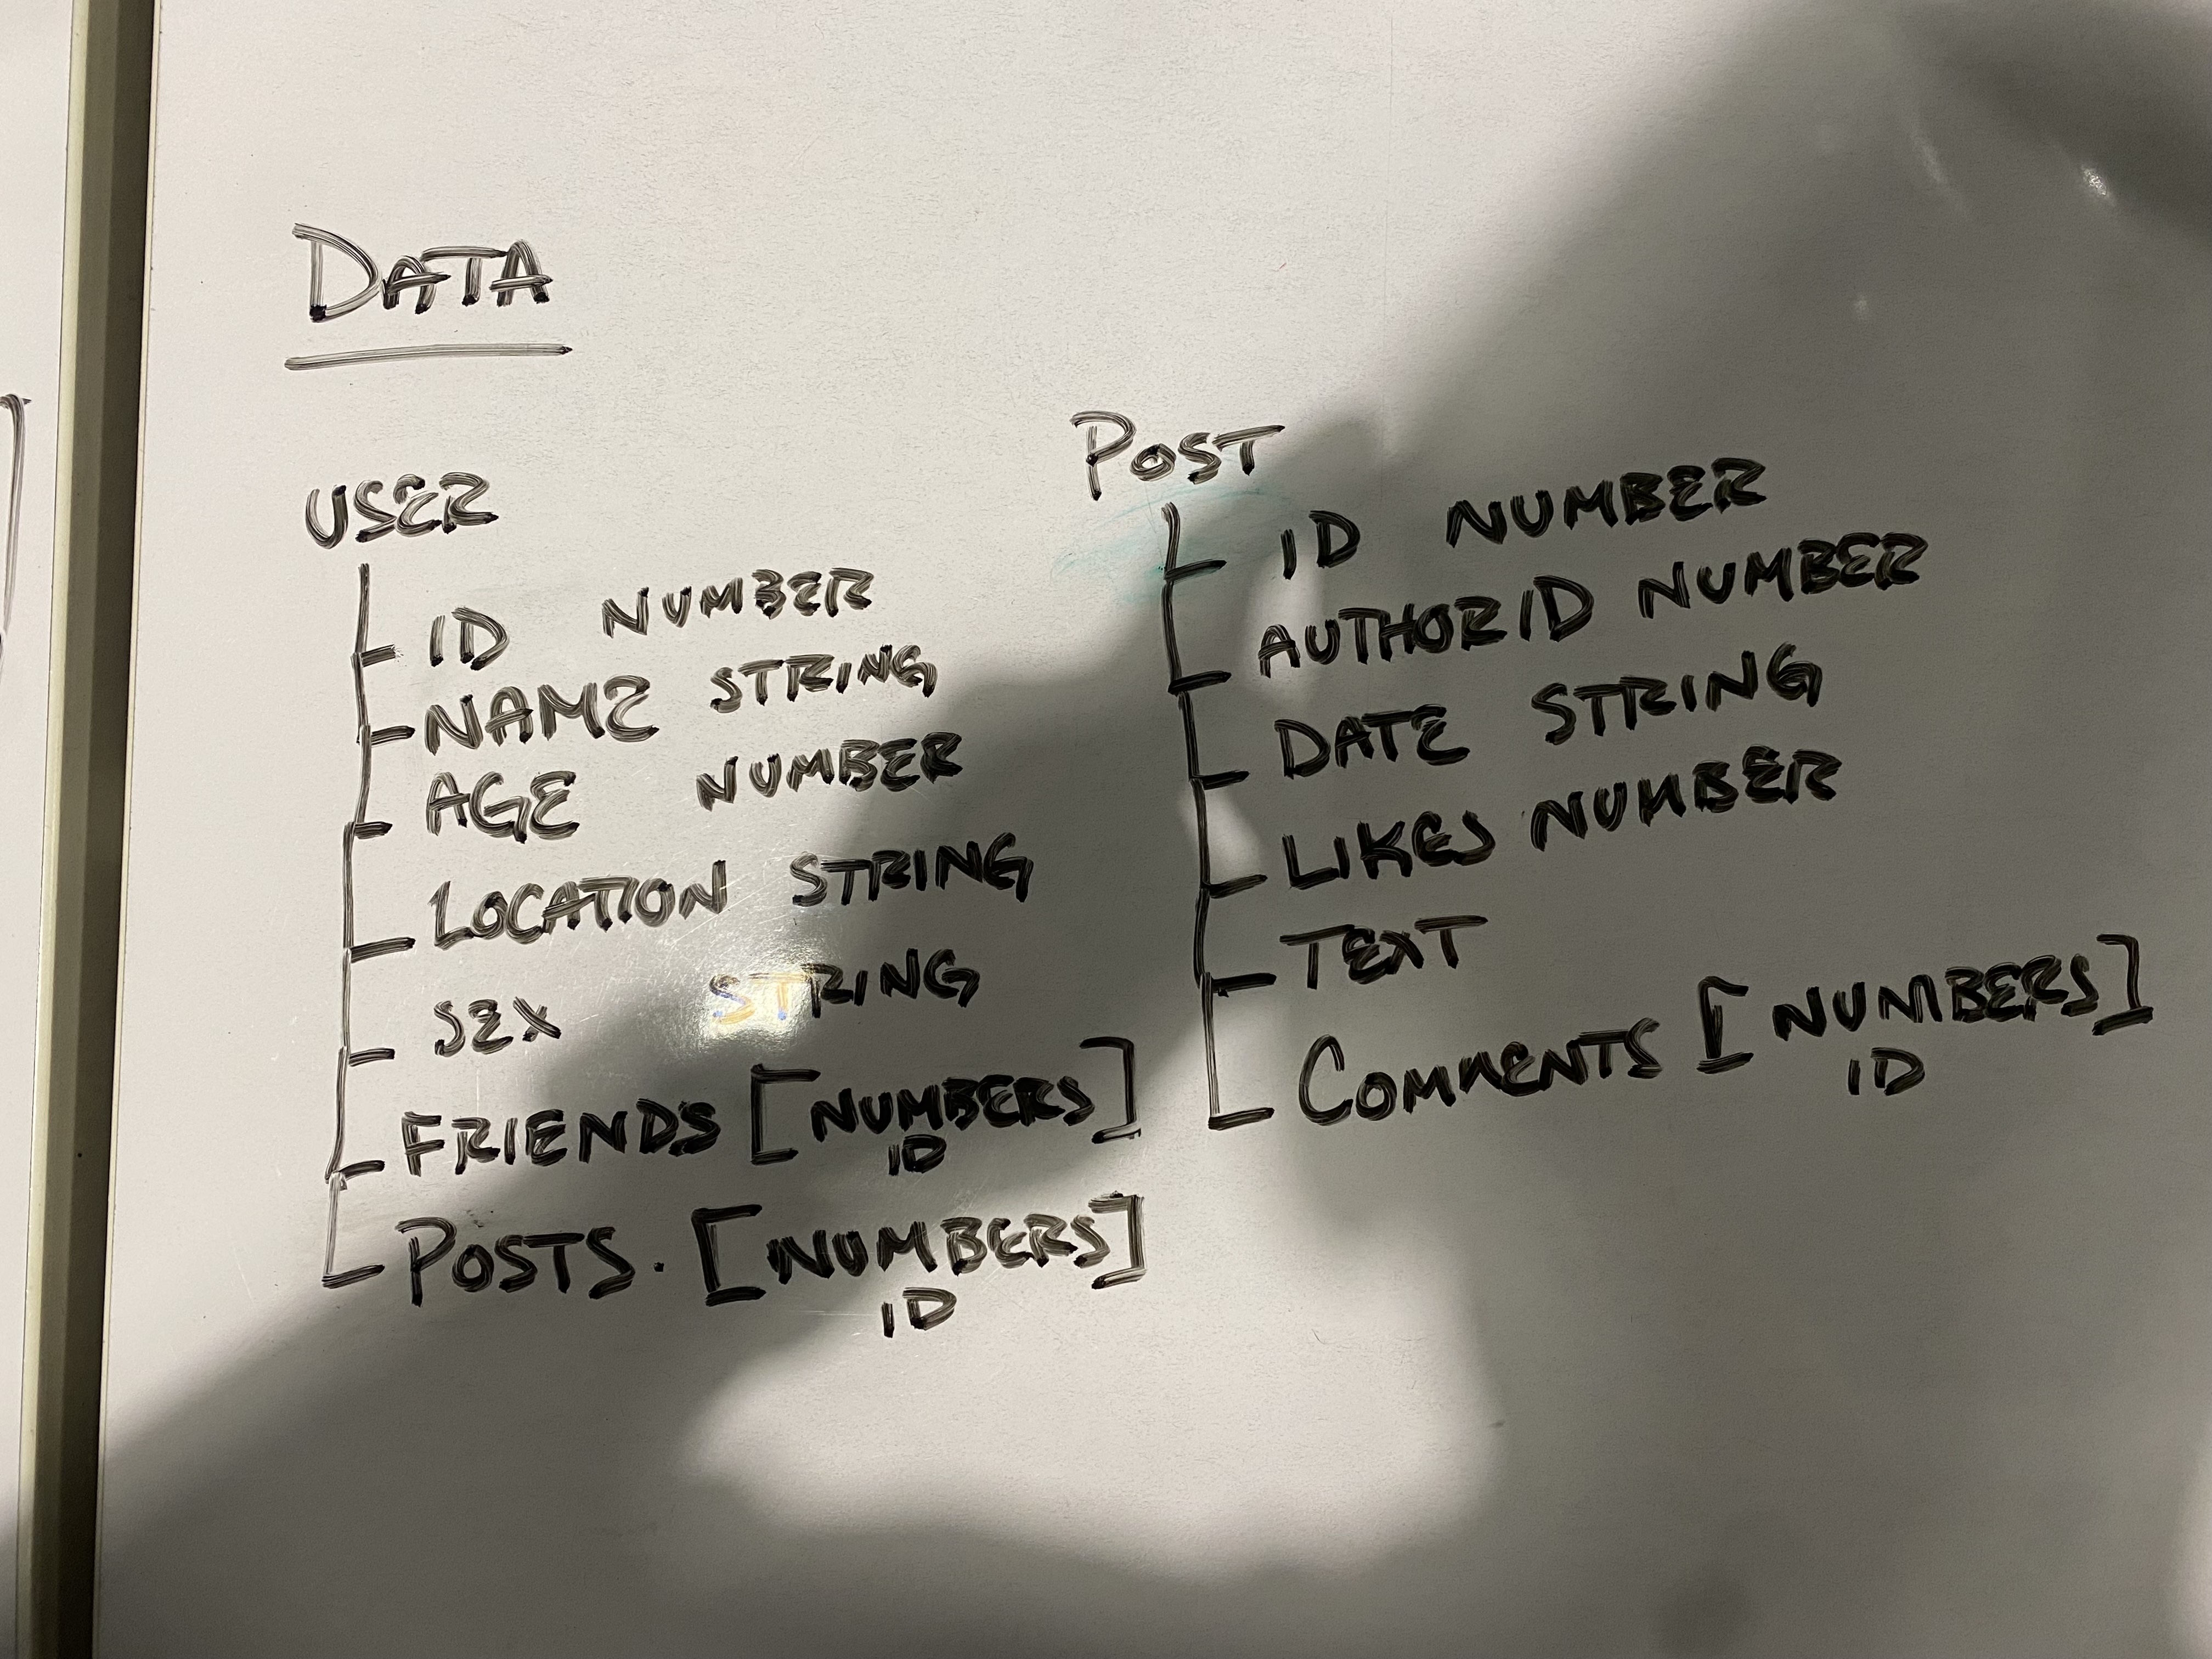 DATA
USER
ID NUMBER
NAME STRING
AGE NUMBER
LOCATION STRING
SEX STRING
FRIENDS [NUMBERS]
ID
POSTS. [NUMBERS]
ID
POST
ID NUMBER
AUTHORID NUMBER
DATE STRING
LIKES NUMBER
TEXT
COMMENTS [NUMBERS]
ID